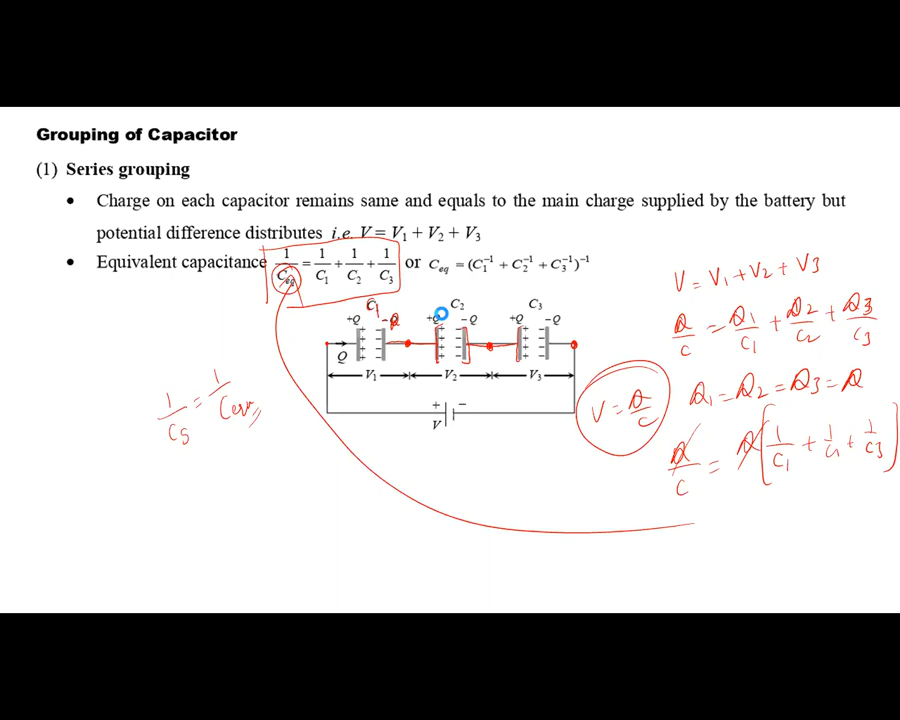 Grouping of Capacitor
(1) Series grouping
• Charge on each capacitor remains same and equals to the main charge supplied by the battery but
potential difference distributes i.e. V = V₁ + V₂ + V₃
• Equivalent capacitance 1/Ceq = 1/C₁ + 1/C₂ + 1/C₃ or Ceq = (C₁⁻¹ + C₂⁻¹ + C₃⁻¹)⁻¹
V = V₁ + V₂ + V₃
Q/C = Q₁/C₁ + Q₂/C₂ + Q₃/C₃
Q₁ = Q₂ = Q₃ = Q
V = Q/C
Q/C = Q[1/C₁ + 1/C₁ + 1/C₃]
C₁ C₂ C₃
+Q -Q +Q -Q +Q -Q
Q
V₁ V₂ V₃
+ −
V
1/CS = 1/